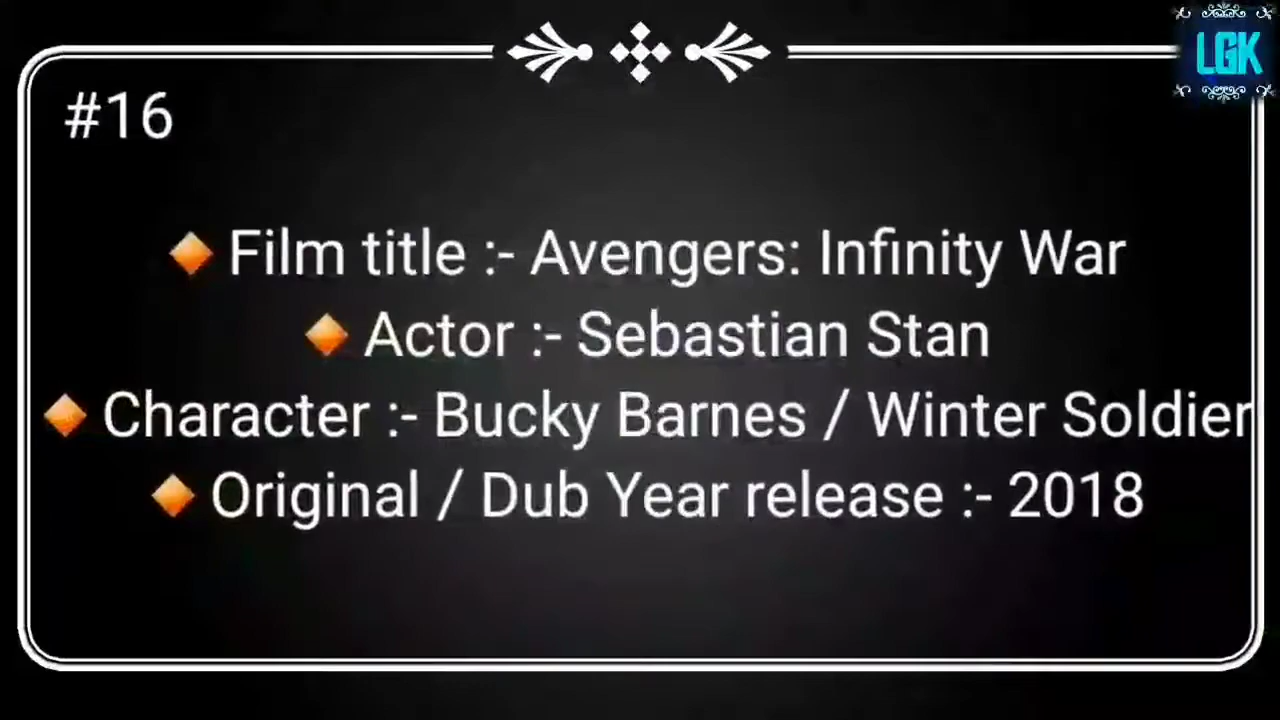 LGK
#16
🔸 Film title :- Avengers: Infinity War
🔸 Actor :- Sebastian Stan
🔸 Character :- Bucky Barnes / Winter Soldier
🔸 Original / Dub Year release :- 2018